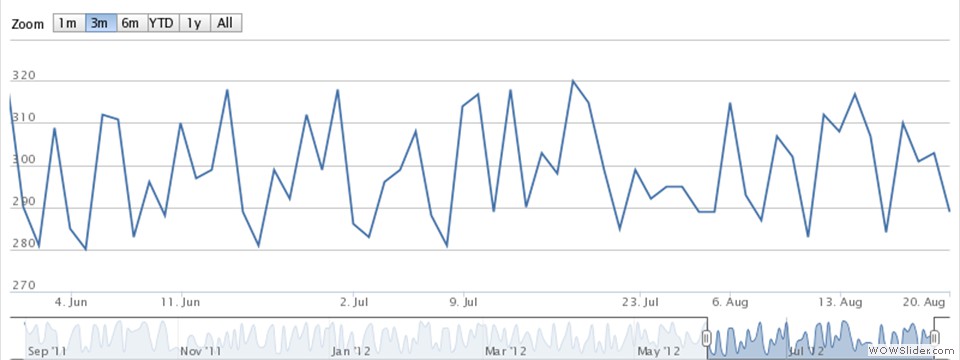 Zoom 1m 3m 6m YTD 1y All
320
310
300
290
280
270
4. Jun 11. Jun 2. Jul 9. Jul 23. Jul 6. Aug 13. Aug 20. Aug
Sep '11 Nov '11 Jan '12 Mar '12 May '12 Jul '12
WOWSlider.com